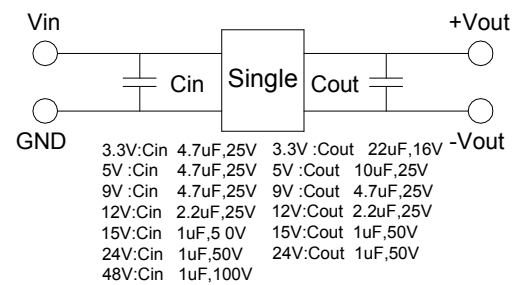 Vin +Vout
Cin Single Cout
GND -Vout
3.3V:Cin 4.7uF,25V 3.3V :Cout 22uF,16V
5V :Cin 4.7uF,25V 5V :Cout 10uF,25V
9V :Cin 4.7uF,25V 9V :Cout 4.7uF,25V
12V:Cin 2.2uF,25V 12V:Cout 2.2uF,25V
15V:Cin 1uF,5 0V 15V:Cout 1uF,50V
24V:Cin 1uF,50V 24V:Cout 1uF,50V
48V:Cin 1uF,100V